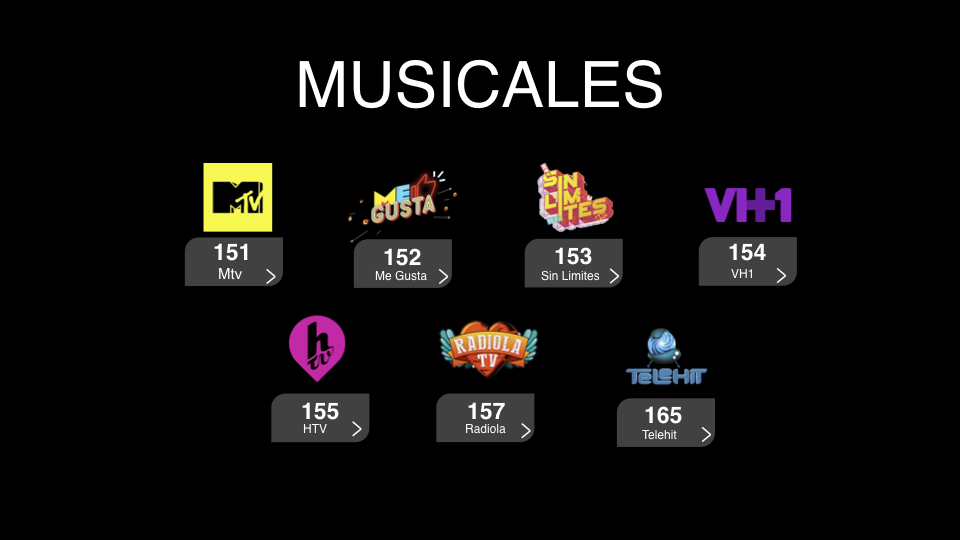 MUSICALES
MTV
151
Mtv
ME
GUSTA
152
Me Gusta
SIN
LIMITES
153
Sin Limites
VH1
154
VH1
h
tv
155
HTV
RADIOLA
TV
157
Radiola
TELEHIT
165
Telehit